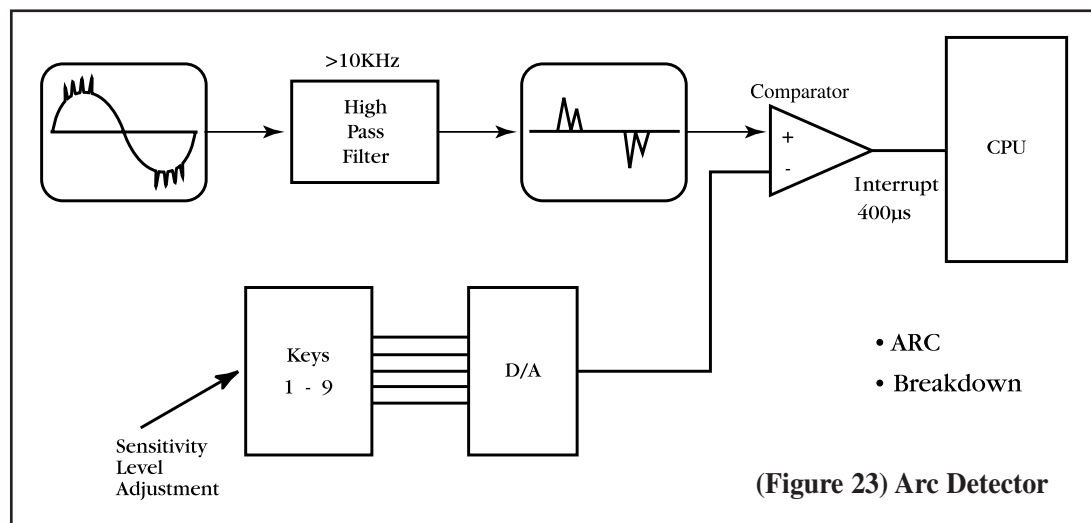 >10KHz
High
Pass
Filter
Comparator
+
-
CPU
Interrupt
400µs
Keys
1 - 9
D/A
Sensitivity
Level
Adjustment
• ARC
• Breakdown
(Figure 23) Arc Detector